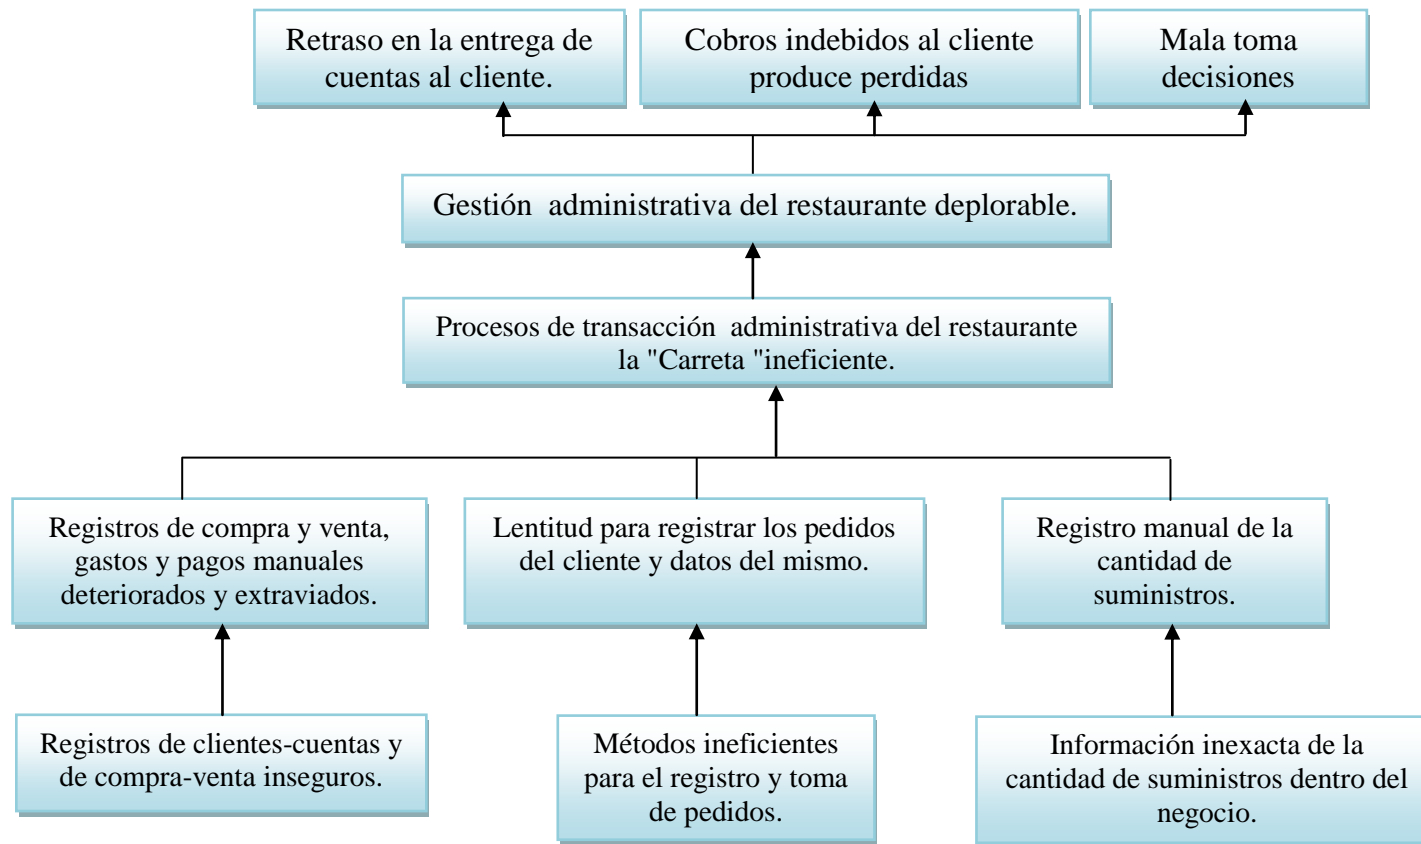 Retraso en la entrega de
cuentas al cliente.
Cobros indebidos al cliente
produce perdidas
Mala toma
decisiones
Gestión  administrativa del restaurante deplorable.
Procesos de transacción  administrativa del restaurante
la "Carreta "ineficiente.
Registros de compra y venta,
gastos y pagos manuales
deteriorados y extraviados.
Lentitud para registrar los pedidos
del cliente y datos del mismo.
Registro manual de la
cantidad de
suministros.
Registros de clientes-cuentas y
de compra-venta inseguros.
Métodos ineficientes
para el registro y toma
de pedidos.
Información inexacta de la
cantidad de suministros dentro del
negocio.